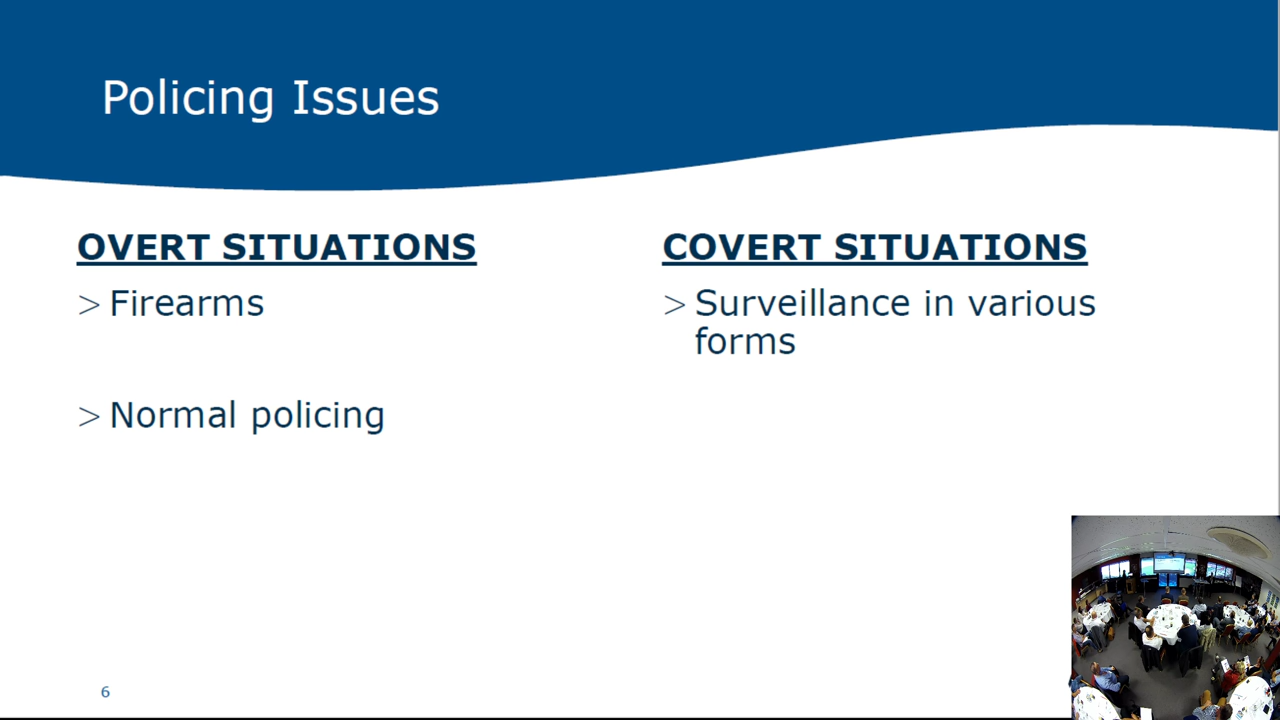 Policing Issues
OVERT SITUATIONS
> Firearms
> Normal policing
COVERT SITUATIONS
> Surveillance in various
forms
6